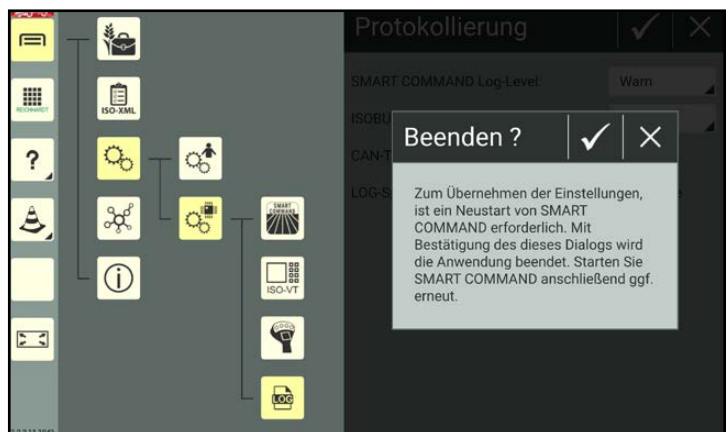 Protokollierung
REICHHARDT
ISO-XML
SMART COMMAND Log-Level:
Warn
ISOBU
?
Beenden ?
CAN-T
LOG-S
SMART
COMMAND
Zum Übernehmen der Einstellungen,
ist ein Neustart von SMART
COMMAND erforderlich. Mit
Bestätigung des dieses Dialogs wird
die Anwendung beendet. Starten Sie
SMART COMMAND anschließend ggf.
erneut.
ISO-VT
LOG